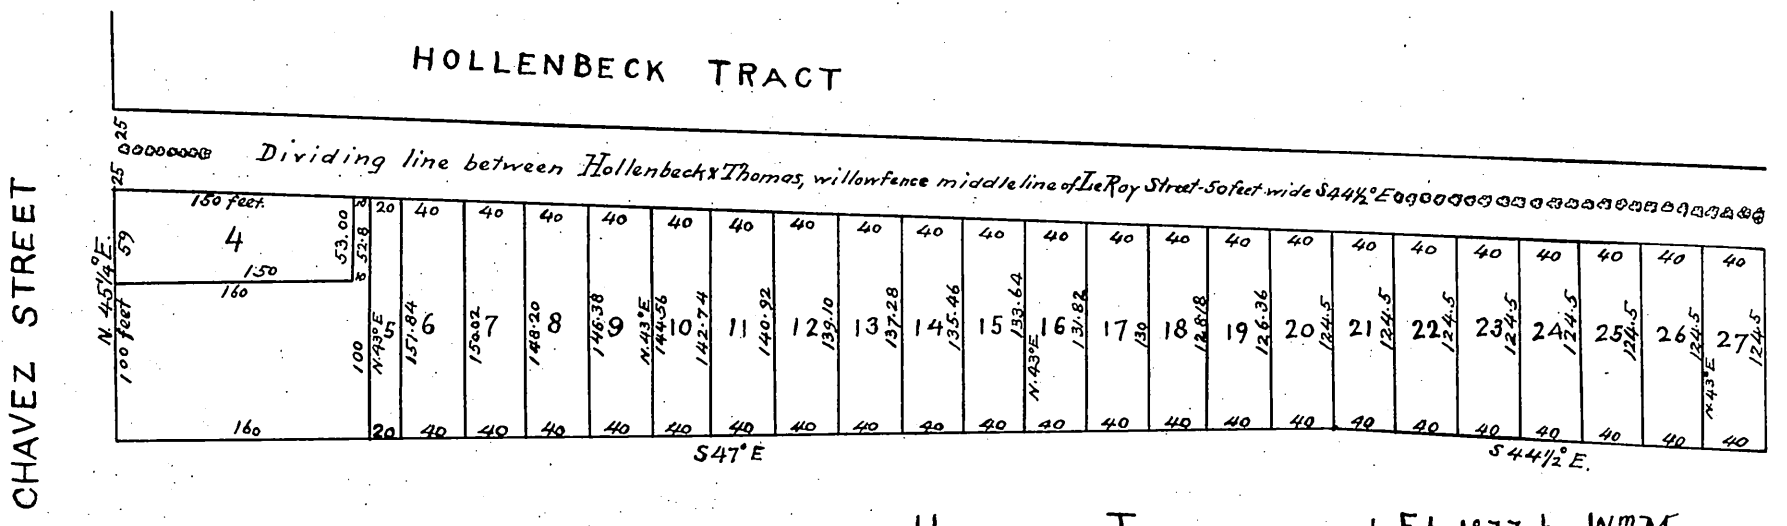 HOLLENBECK TRACT
25
Dividing line between Hollenbeck & Thomas, willow fence middle line of LeRoy Street-50 feet wide S44½°E
25
CHAVEZ STREET
N. 45¼°E.
150 feet.
59
4
53.00
8
52.8
8
150
160
100 feet
100
160
20 40 40 40 40 40 40 40 40 40 40 40 40 40 40 40 40 40 40 40 40 40 40
N.43°E 5 151.84 6 150.02 7 148.20 8 146.38 9 N.43°E 144.56 10 142.74 11 140.92 12 139.10 13 137.28 14 135.46 15 133.64 16 N.43°E 131.82 17 130 18 128.18 19 126.36 20 124.5 21 124.5 22 124.5 23 124.5 24 124.5 25 124.5 26 124.5 N.43°E 27 124.5
20 40 40 40 40 40 40 40 40 40 40 40 40 40 40 40 40 40 40 40 40 40 40
S47°E
S44½°E.